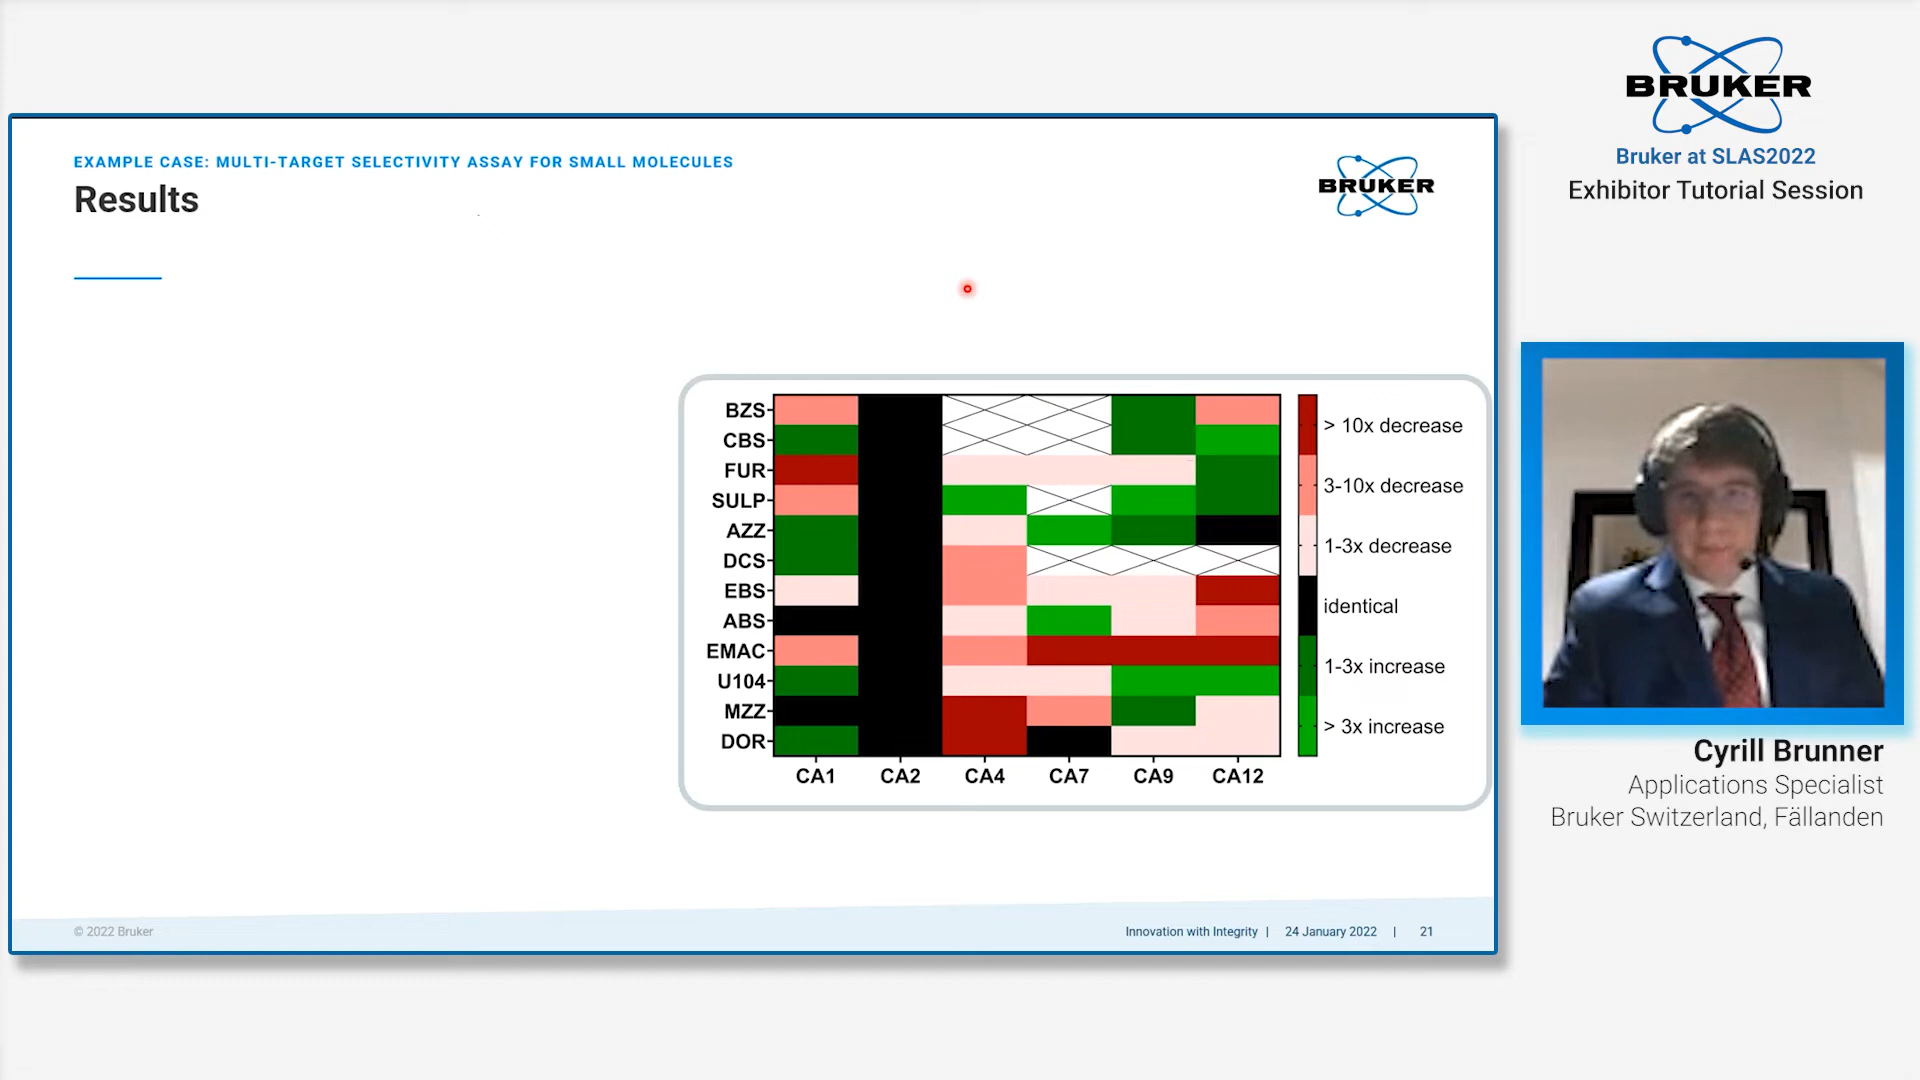 BRUKER
Bruker at SLAS2022
Exhibitor Tutorial Session
EXAMPLE CASE: MULTI-TARGET SELECTIVITY ASSAY FOR SMALL MOLECULES
Results
BRUKER
BZS
CBS
FUR
SULP
AZZ
DCS
EBS
ABS
EMAC
U104
MZZ
DOR
CA1 CA2 CA4 CA7 CA9 CA12
> 10x decrease
3-10x decrease
1-3x decrease
identical
1-3x increase
> 3x increase
© 2022 Bruker
Innovation with Integrity | 24 January 2022 | 21
Cyrill Brunner
Applications Specialist
Bruker Switzerland, Fällanden